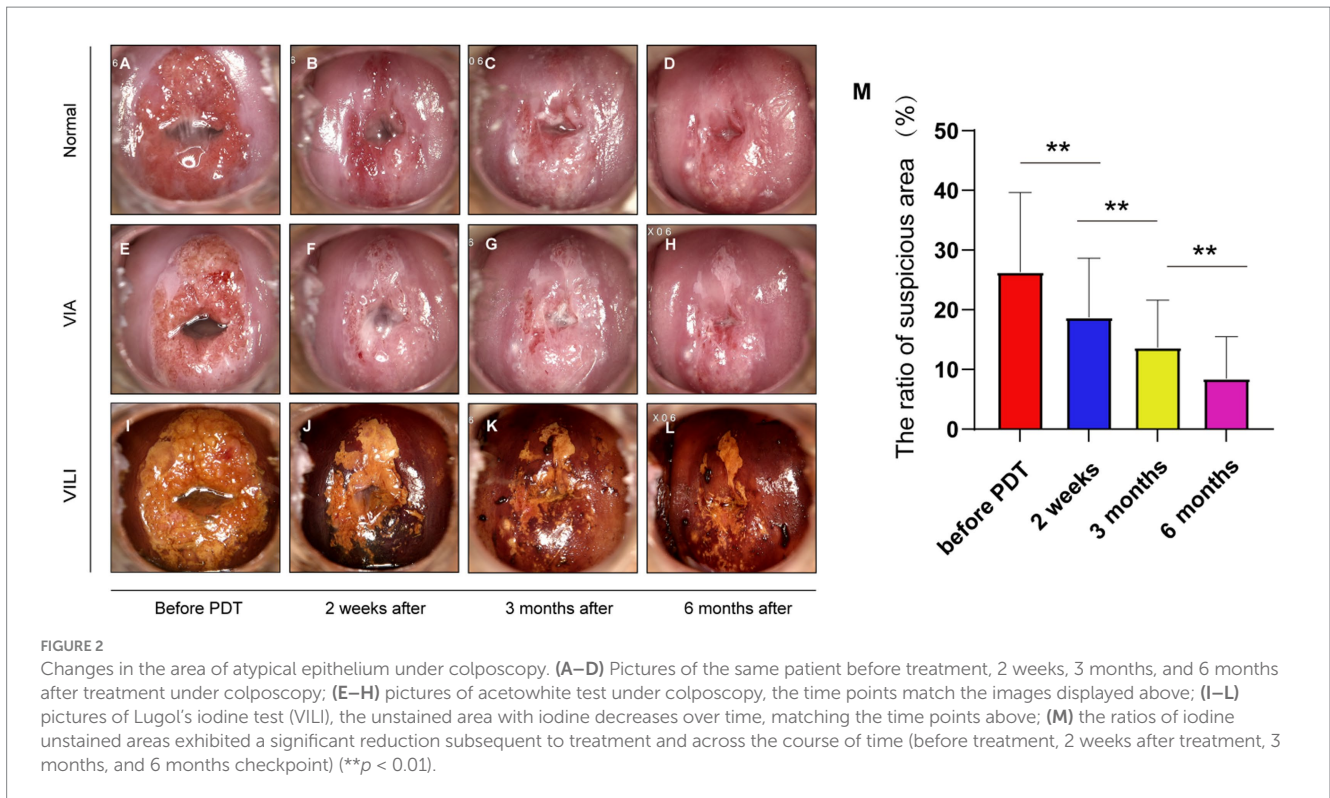 Normal
VIA
VILI
6 A
B
06 C
D
E
F
G
X06
H
I
J
K
X06
L
Before PDT
2 weeks after
3 months after
6 months after
M
The ratio of suspicious area (%)
50
40
30
20
10
0
**
**
**
before PDT
2 weeks
3 months
6 months
FIGURE 2
Changes in the area of atypical epithelium under colposcopy. (A–D) Pictures of the same patient before treatment, 2 weeks, 3 months, and 6 months
after treatment under colposcopy; (E–H) pictures of acetowhite test under colposcopy, the time points match the images displayed above; (I–L)
pictures of Lugol's iodine test (VILI), the unstained area with iodine decreases over time, matching the time points above; (M) the ratios of iodine
unstained areas exhibited a significant reduction subsequent to treatment and across the course of time (before treatment, 2 weeks after treatment, 3
months, and 6 months checkpoint) (**p < 0.01).